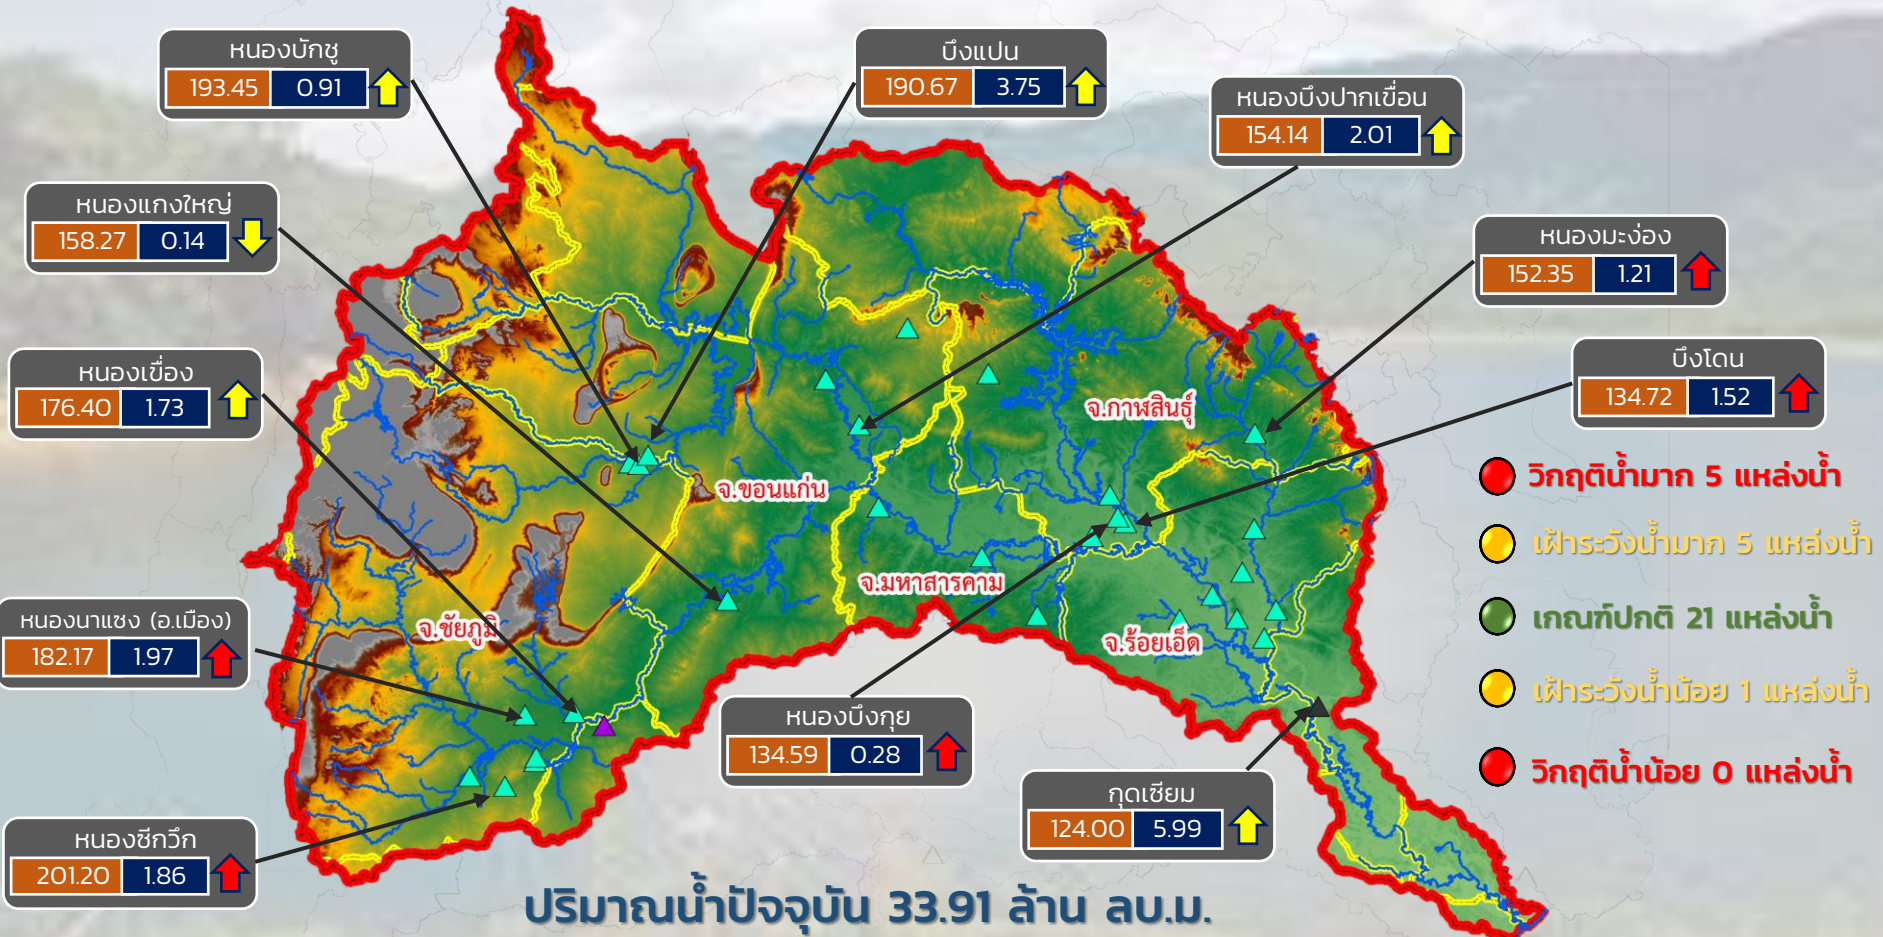 หนองบักชู
193.45 0.91
บึงแปน
190.67 3.75
หนองบึงปากเขื่อน
154.14 2.01
หนองแกงใหญ่
158.27 0.14
หนองมะง่อง
152.35 1.21
หนองเขื่อง
176.40 1.73
บึงโดน
134.72 1.52
จ.กาฬสินธุ์
จ.ขอนแก่น
จ.มหาสารคาม
จ.ร้อยเอ็ด
จ.ชัยภูมิ
วิกฤติน้ำมาก 5 แหล่งน้ำ
เฝ้าระวังน้ำมาก 5 แหล่งน้ำ
เกณฑ์ปกติ 21 แหล่งน้ำ
เฝ้าระวังน้ำน้อย 1 แหล่งน้ำ
วิกฤติน้ำน้อย 0 แหล่งน้ำ
หนองนาแซง (อ.เมือง)
182.17 1.97
หนองบึงกุย
134.59 0.28
กุดเซียม
124.00 5.99
หนองซีกวึก
201.20 1.86
ปริมาณน้ำปัจจุบัน 33.91 ล้าน ลบ.ม.